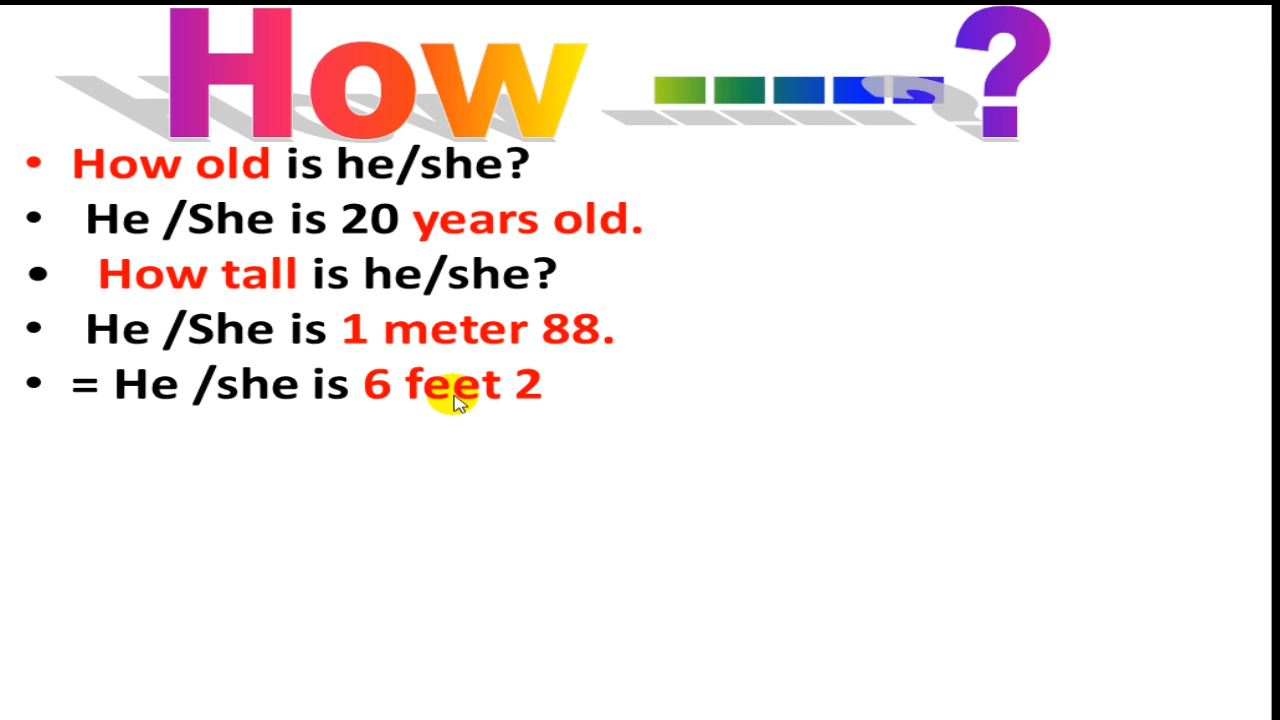 How -----?
• How old is he/she?
• He /She is 20 years old.
• How tall is he/she?
• He /She is 1 meter 88.
• = He /she is 6 feet 2